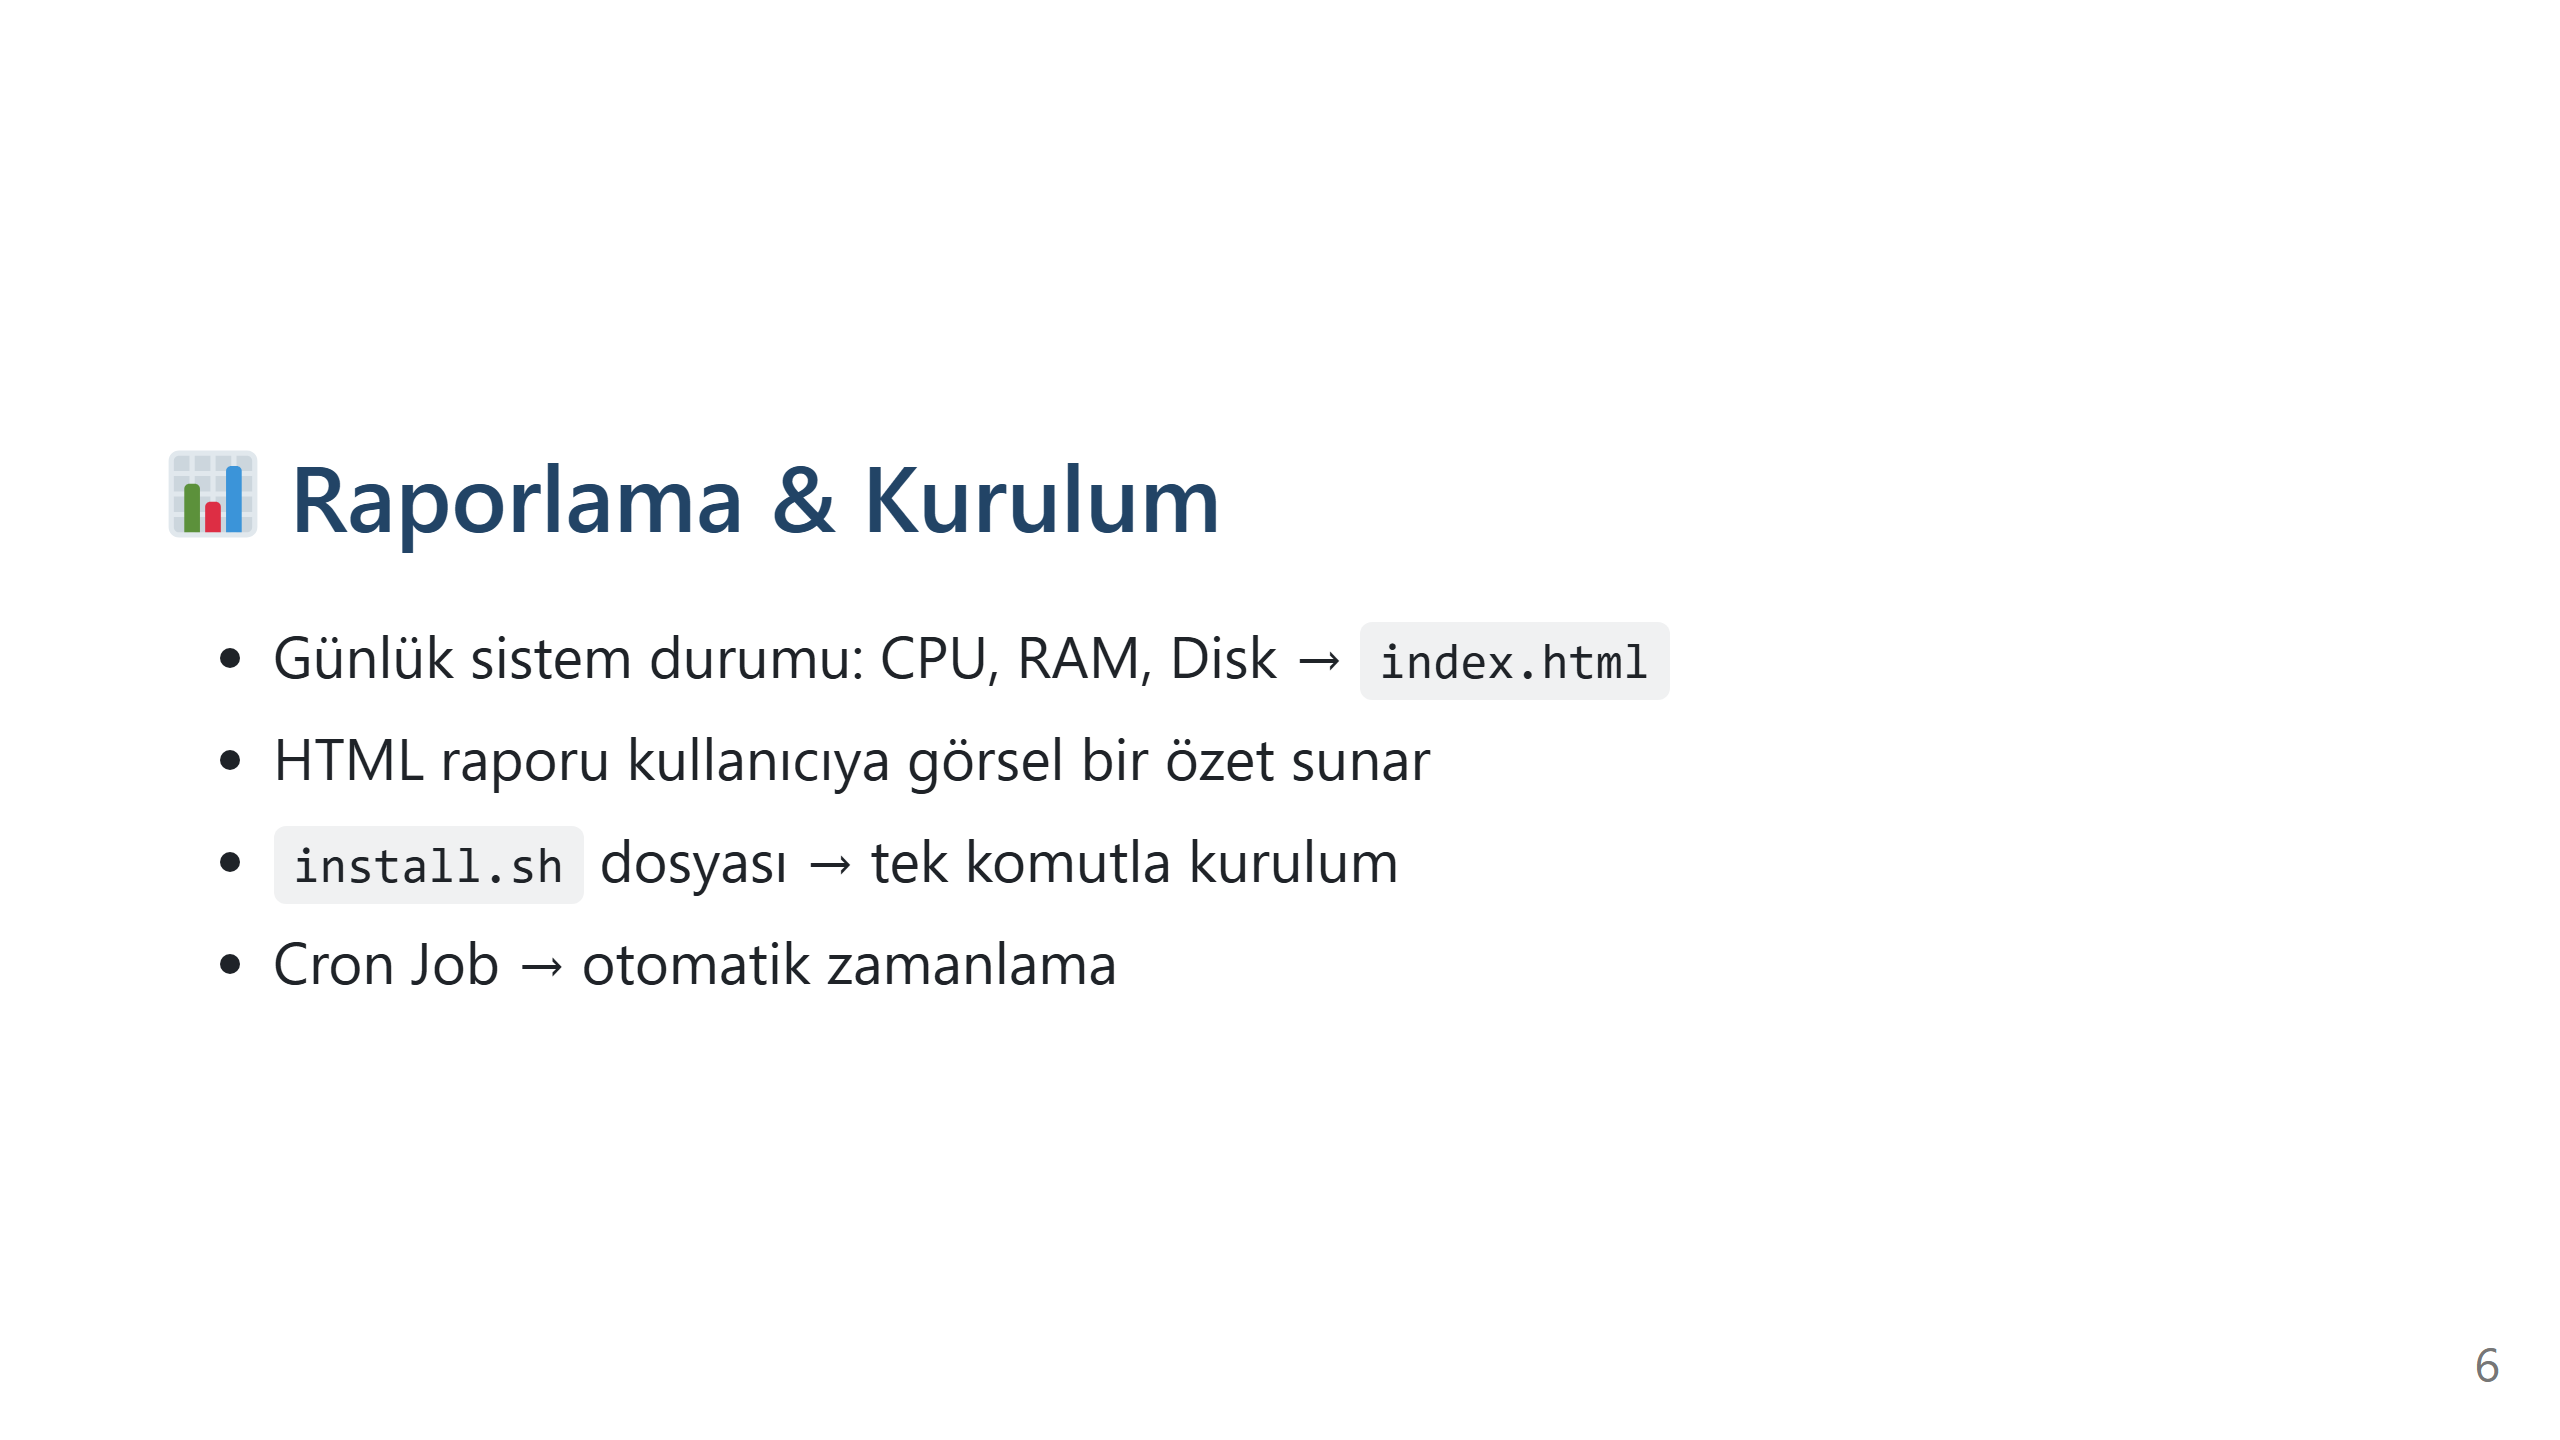 Raporlama & Kurulum
Günlük sistem durumu: CPU, RAM, Disk → index.html
HTML raporu kullanıcıya görsel bir özet sunar
install.sh dosyası → tek komutla kurulum
Cron Job → otomatik zamanlama
6